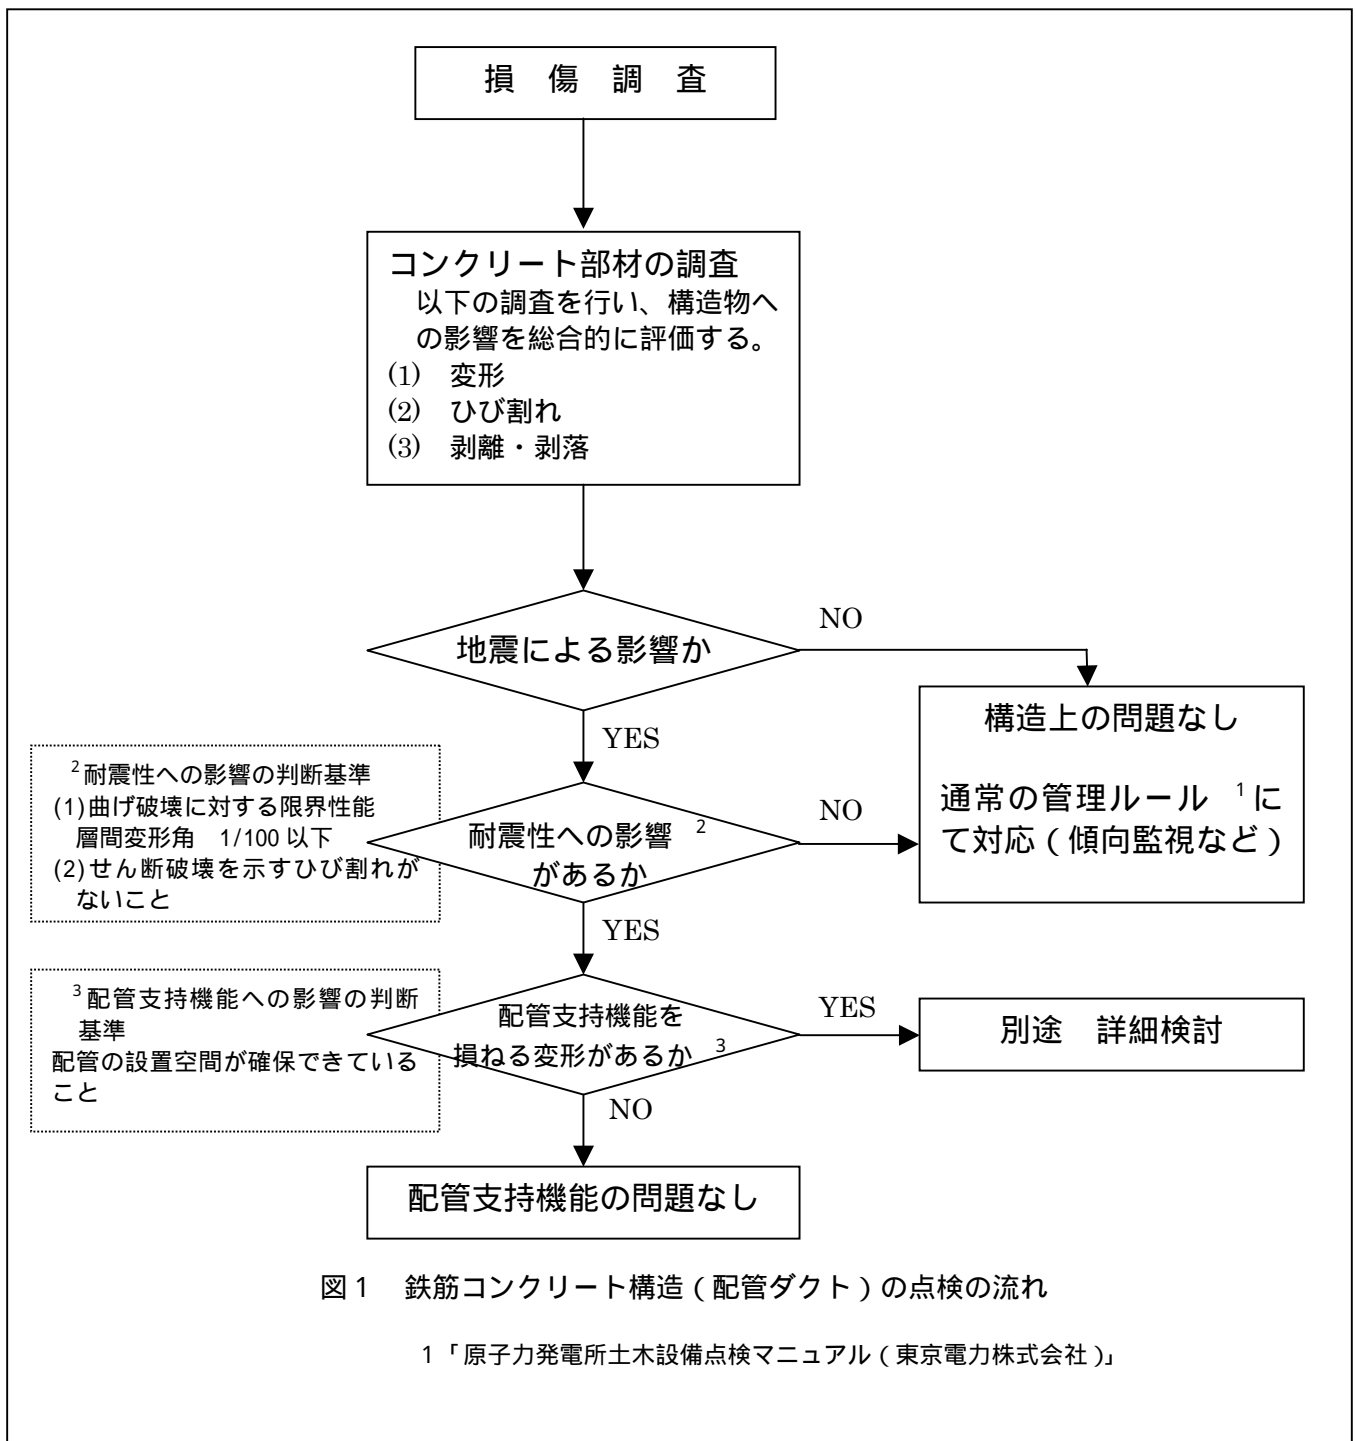 損 傷 調 査
コンクリート部材の調査
以下の調査を行い、構造物へ
の影響を総合的に評価する。
(1) 変形
(2) ひび割れ
(3) 剥離・剥落
地震による影響か
NO
YES
構造上の問題なし
通常の管理ルール 1に
て対応(傾向監視など)
2耐震性への影響の判断基準
(1)曲げ破壊に対する限界性能
層間変形角 1/100以下
(2)せん断破壊を示すひび割れが
ないこと
耐震性への影響 2
があるか
NO
YES
3配管支持機能への影響の判断
基準
配管の設置空間が確保できている
こと
配管支持機能を
損ねる変形があるか 3
YES
別途 詳細検討
NO
配管支持機能の問題なし
図1 鉄筋コンクリート構造(配管ダクト)の点検の流れ
1「原子力発電所土木設備点検マニュアル(東京電力株式会社)」